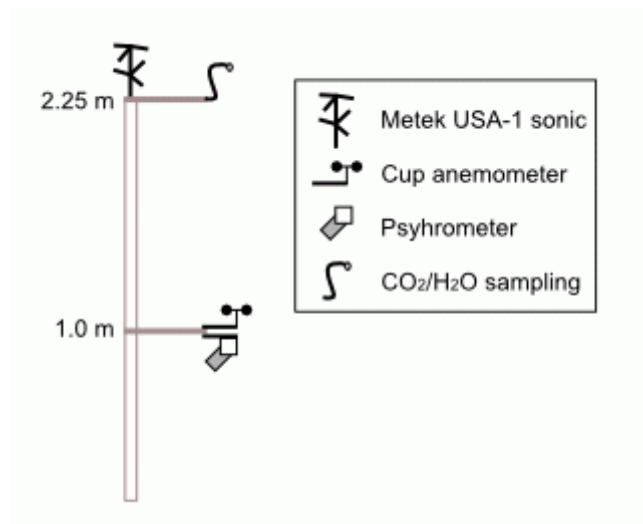 2.25 m
Metek USA-1 sonic
Cup anemometer
Psyhrometer
CO₂/H₂O sampling
1.0 m